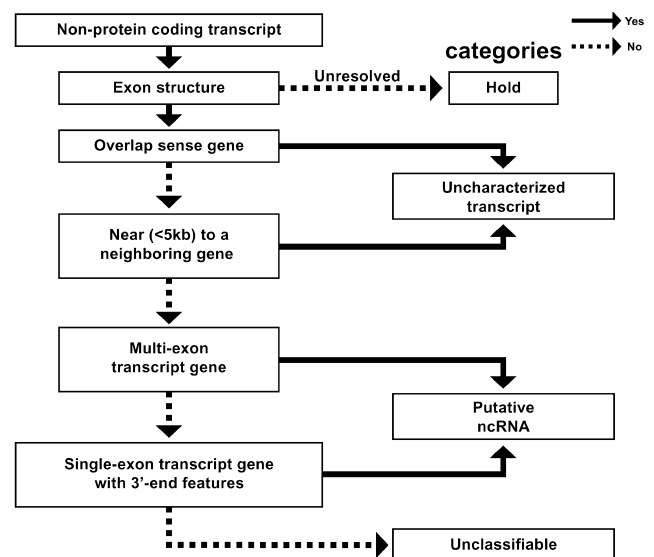 Non-protein coding transcript
Yes
No
categories
Exon structure
Unresolved
Hold
Overlap sense gene
Uncharacterized
transcript
Near (<5kb) to a
neighboring gene
Multi-exon
transcript gene
Putative
ncRNA
Single-exon transcript gene
with 3’-end features
Unclassifiable